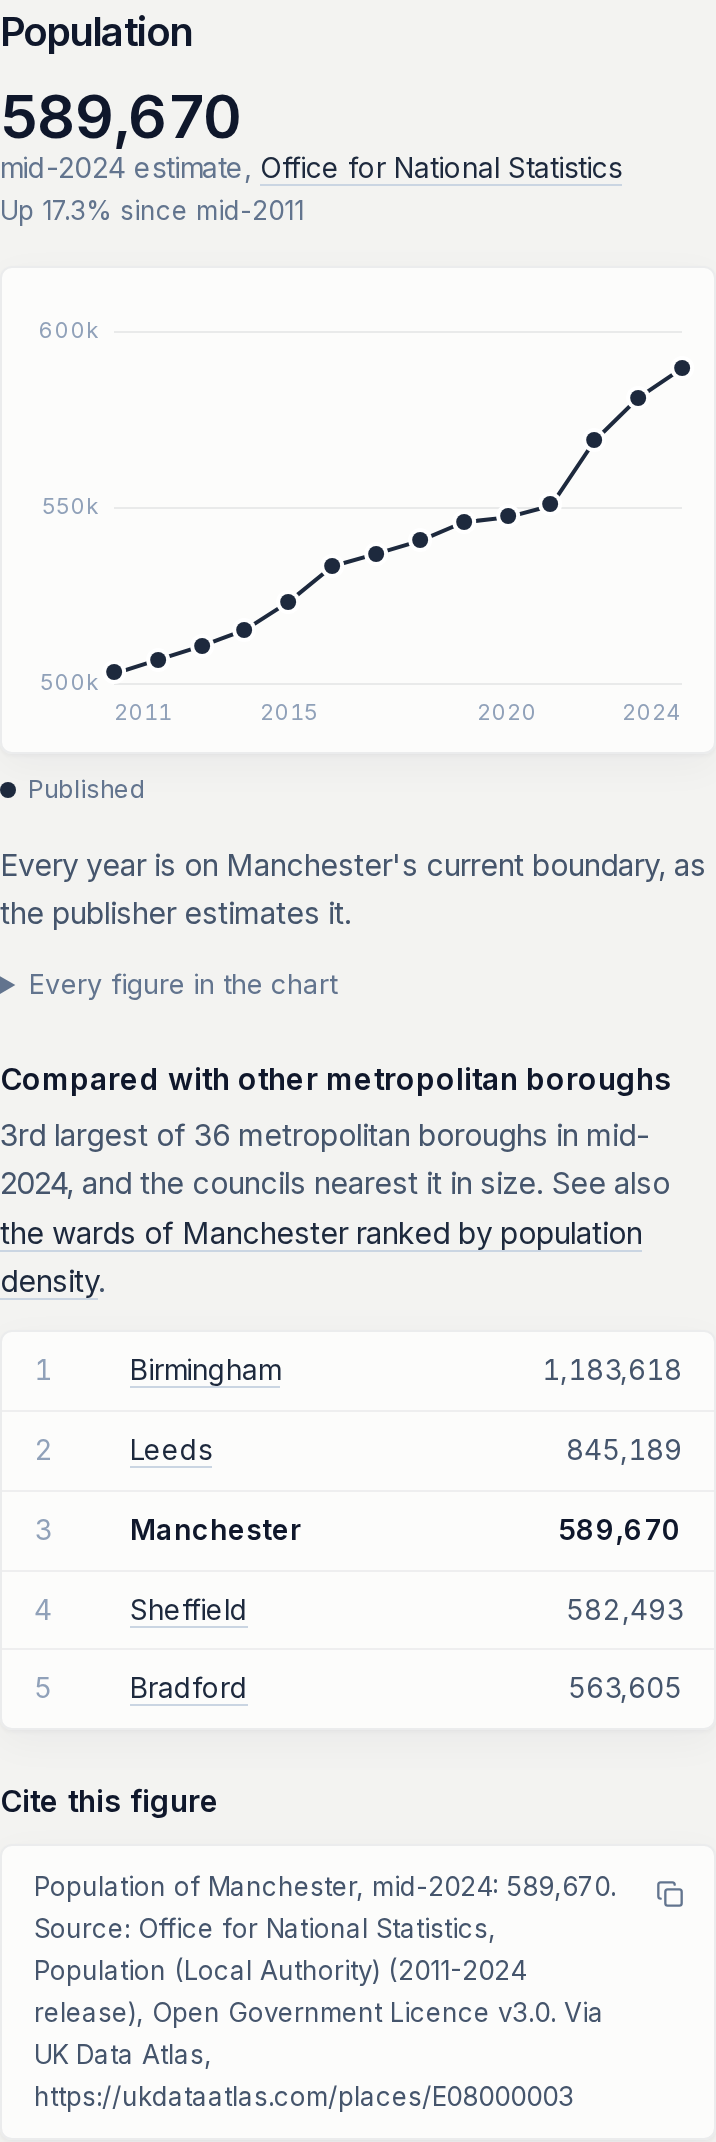 Population
589,670
mid-2024 estimate, Office for National Statistics
Up 17.3% since mid-2011
600k
550k
500k
2011 2015 2020 2024
Published
Every year is on Manchester's current boundary, as
the publisher estimates it.
Every figure in the chart
Compared with other metropolitan boroughs
3rd largest of 36 metropolitan boroughs in mid-
2024, and the councils nearest it in size. See also
the wards of Manchester ranked by population
density.
1 Birmingham 1,183,618
2 Leeds 845,189
3 Manchester 589,670
4 Sheffield 582,493
5 Bradford 563,605
Cite this figure
Population of Manchester, mid-2024: 589,670.
Source: Office for National Statistics,
Population (Local Authority) (2011-2024
release), Open Government Licence v3.0. Via
UK Data Atlas,
https://ukdataatlas.com/places/E08000003